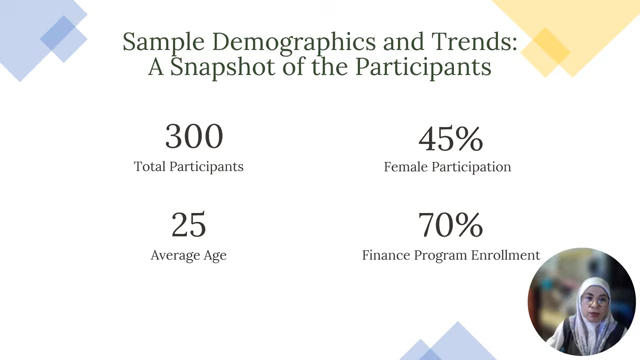 Sample Demographics and Trends:
A Snapshot of the Participants
300
Total Participants
45%
Female Participation
25
Average Age
70%
Finance Program Enrollment